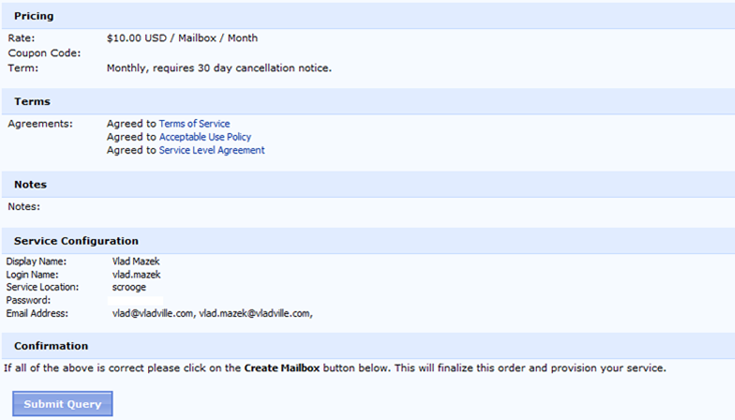 Pricing
Rate: $10.00 USD / Mailbox / Month
Coupon Code:
Term: Monthly, requires 30 day cancellation notice.
Terms
Agreements: Agreed to Terms of Service
Agreed to Acceptable Use Policy
Agreed to Service Level Agreement
Notes
Notes:
Service Configuration
Display Name: Vlad Mazek
Login Name: vlad.mazek
Service Location: scrooge
Password:
Email Address: vlad@vladville.com, vlad.mazek@vladville.com,
Confirmation
If all of the above is correct please click on the Create Mailbox button below. This will finalize this order and provision your service.
Submit Query